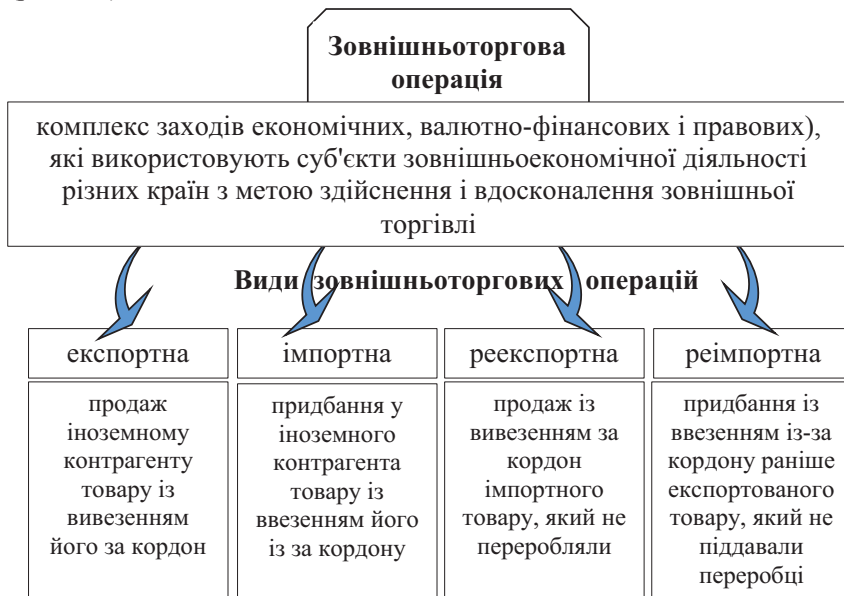 Зовнішньоторгова
операція
комплекс заходів економічних, валютно-фінансових і правових),
які використовують суб'єкти зовнішньоекономічної діяльності
різних країн з метою здійснення і вдосконалення зовнішньої
торгівлі
Види зовнішньоторгових операцій
експортна
продаж
іноземному
контрагенту
товару із
вивезенням
його за кордон
імпортна
придбання у
іноземного
контрагента
товару із
ввезенням його
із за кордону
реекспортна
продаж із
вивезенням за
кордон
імпортного
товару, який не
переробляли
реімпортна
придбання із
ввезенням із-за
кордону раніше
експортованого
товару, який не
піддавали
переробці